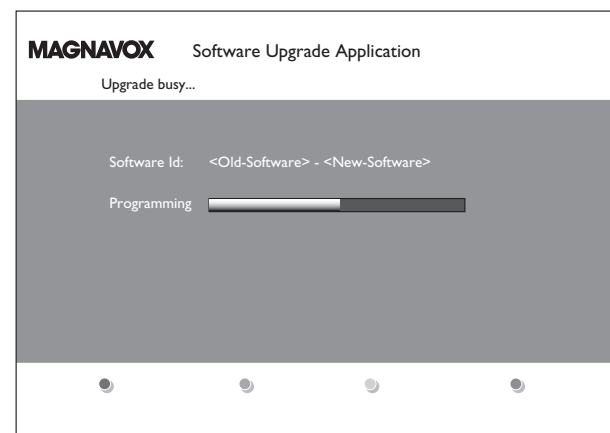 MAGNAVOX Software Upgrade Application
Upgrade busy...
Software Id: <Old-Software> - <New-Software>
Programming